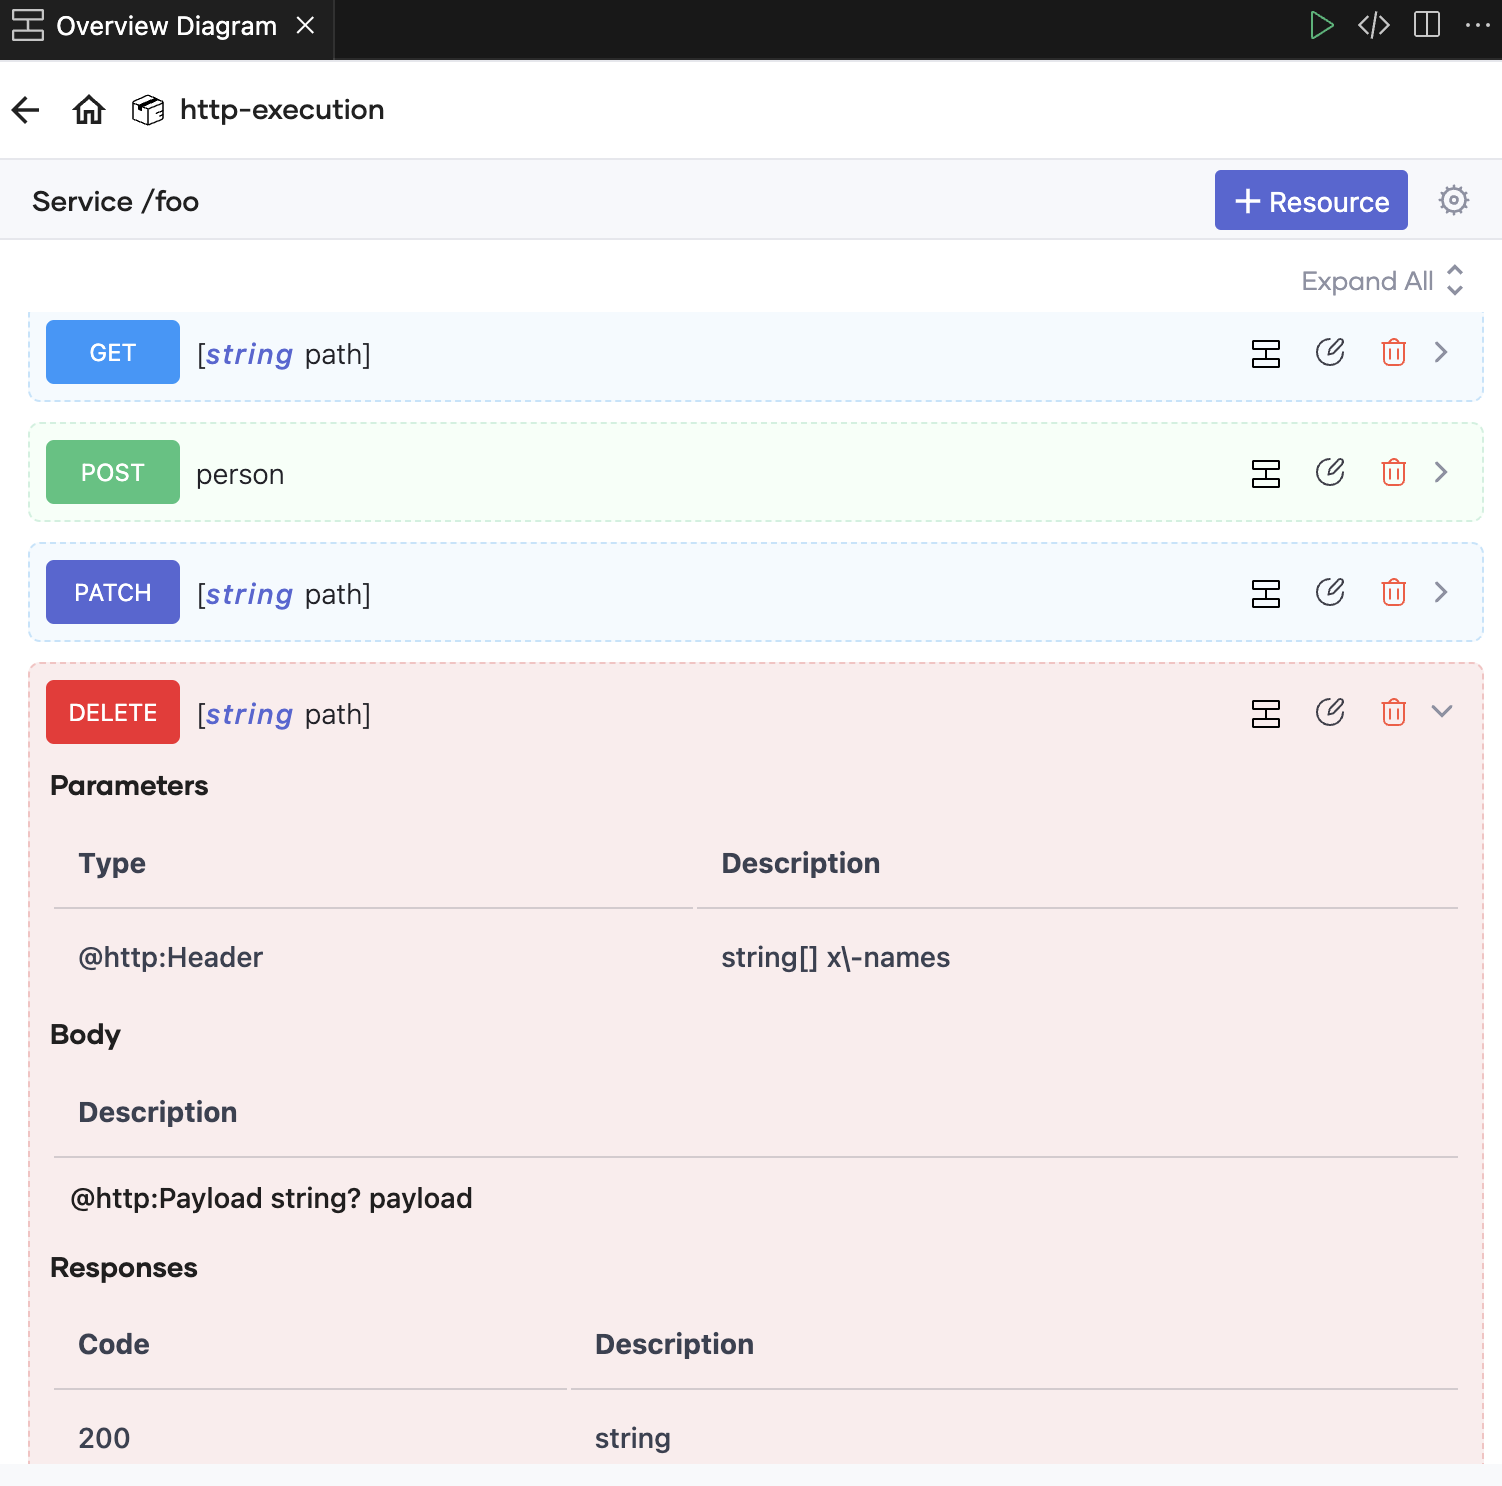 Overview Diagram
http-execution
Service /foo
+ Resource
Expand All
GET [string path]
POST person
PATCH [string path]
DELETE [string path]
Parameters
Type Description
@http:Header string[] x\-names
Body
Description
@http:Payload string? payload
Responses
Code Description
200 string